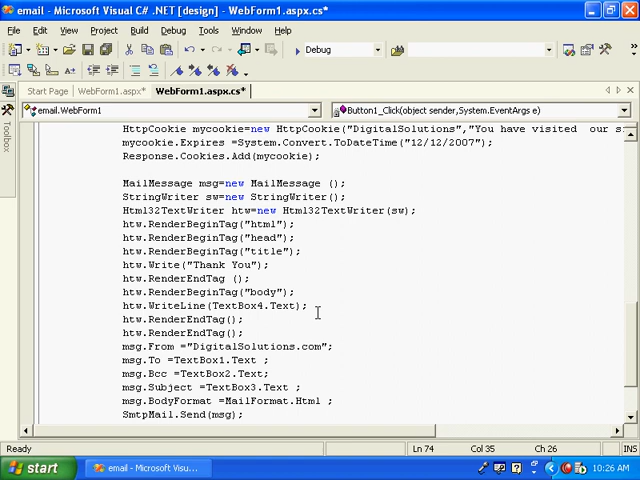 email - Microsoft Visual C# .NET [design] - WebForm1.aspx.cs*
File Edit View Project Build Debug Tools Window Help
Debug
Start Page WebForm1.aspx* WebForm1.aspx.cs*
email.WebForm1 Button1_Click(object sender,System.EventArgs e)
Toolbox
HttpCookie mycookie=new HttpCookie("DigitalSolutions","You have visited our
mycookie.Expires =System.Convert.ToDateTime("12/12/2007");
Response.Cookies.Add(mycookie);
MailMessage msg=new MailMessage ();
StringWriter sw=new StringWriter();
Html32TextWriter htw=new Html32TextWriter(sw);
htw.RenderBeginTag("html");
htw.RenderBeginTag("head");
htw.RenderBeginTag("title");
htw.Write("Thank You");
htw.RenderEndTag ();
htw.RenderBeginTag("body");
htw.WriteLine(TextBox4.Text);
htw.RenderEndTag();
htw.RenderEndTag();
msg.From ="DigitalSolutions.com";
msg.To =TextBox1.Text ;
msg.Bcc =TextBox2.Text;
msg.Subject =TextBox3.Text ;
msg.BodyFormat =MailFormat.Html ;
SmtpMail.Send(msg);
Ready Ln 74 Col 35 Ch 26 INS
start email - Microsoft Visu... 10:26 AM